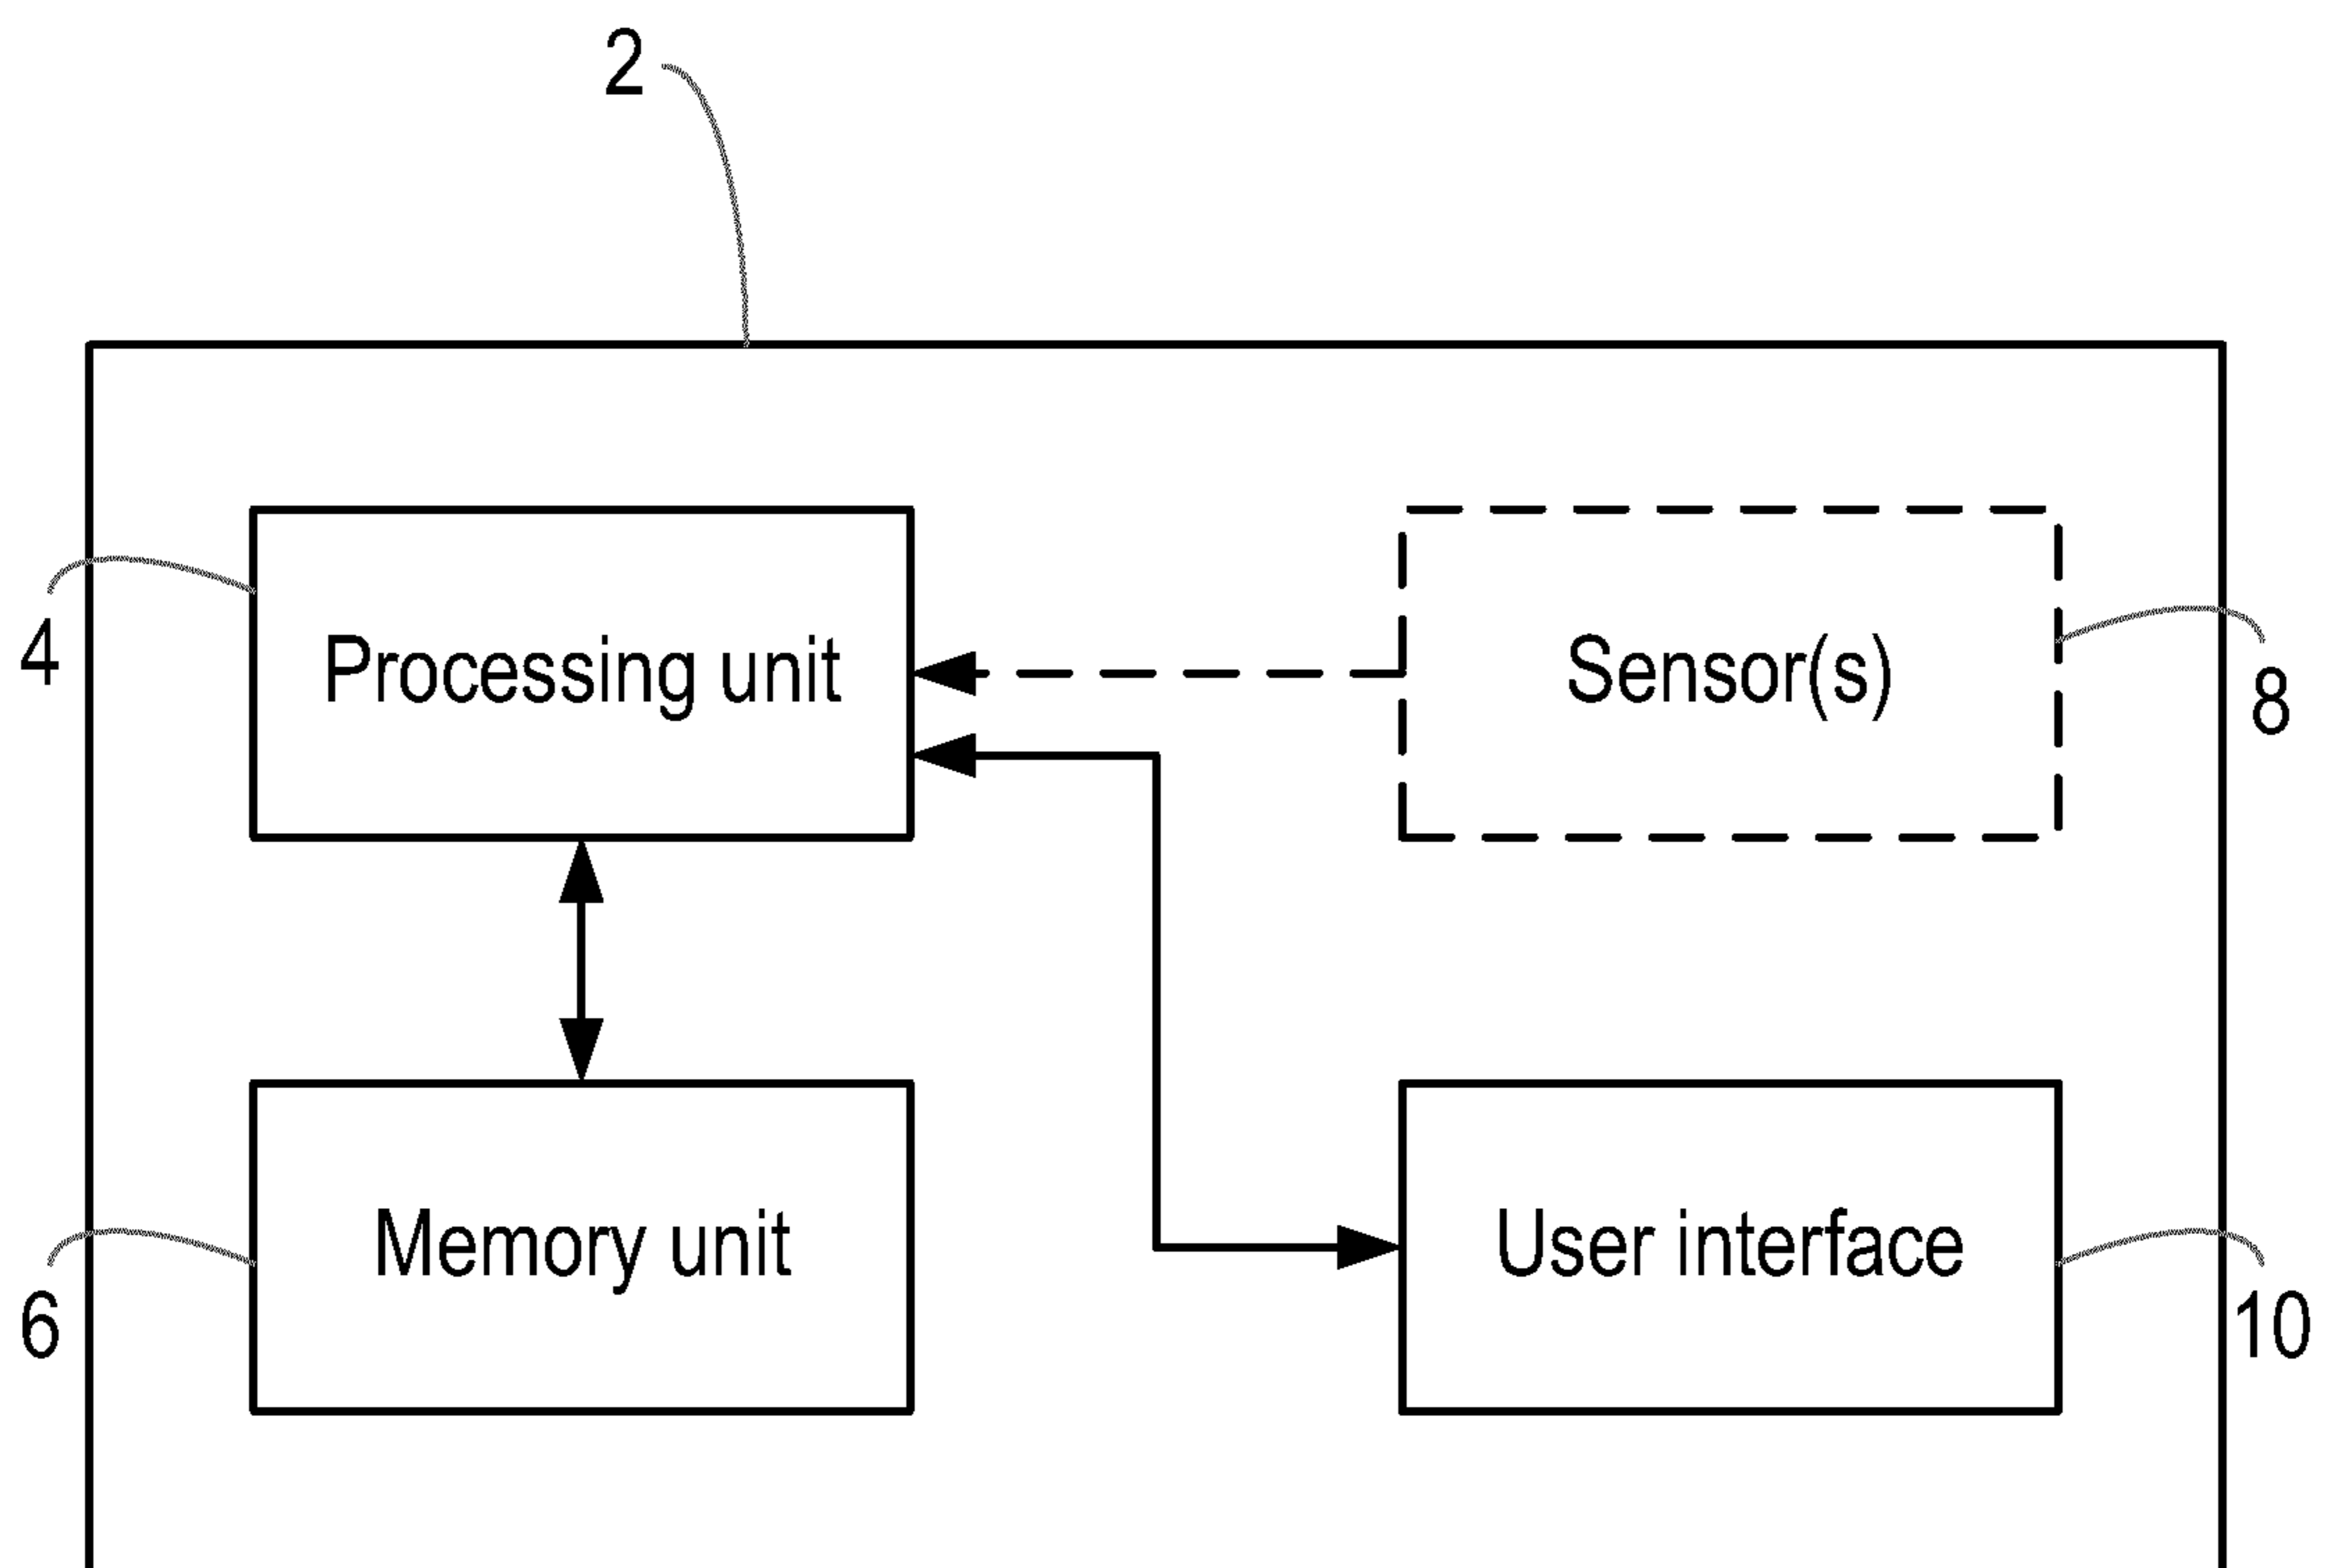 2
4
Processing unit
Sensor(s)
8
6
Memory unit
User interface
10